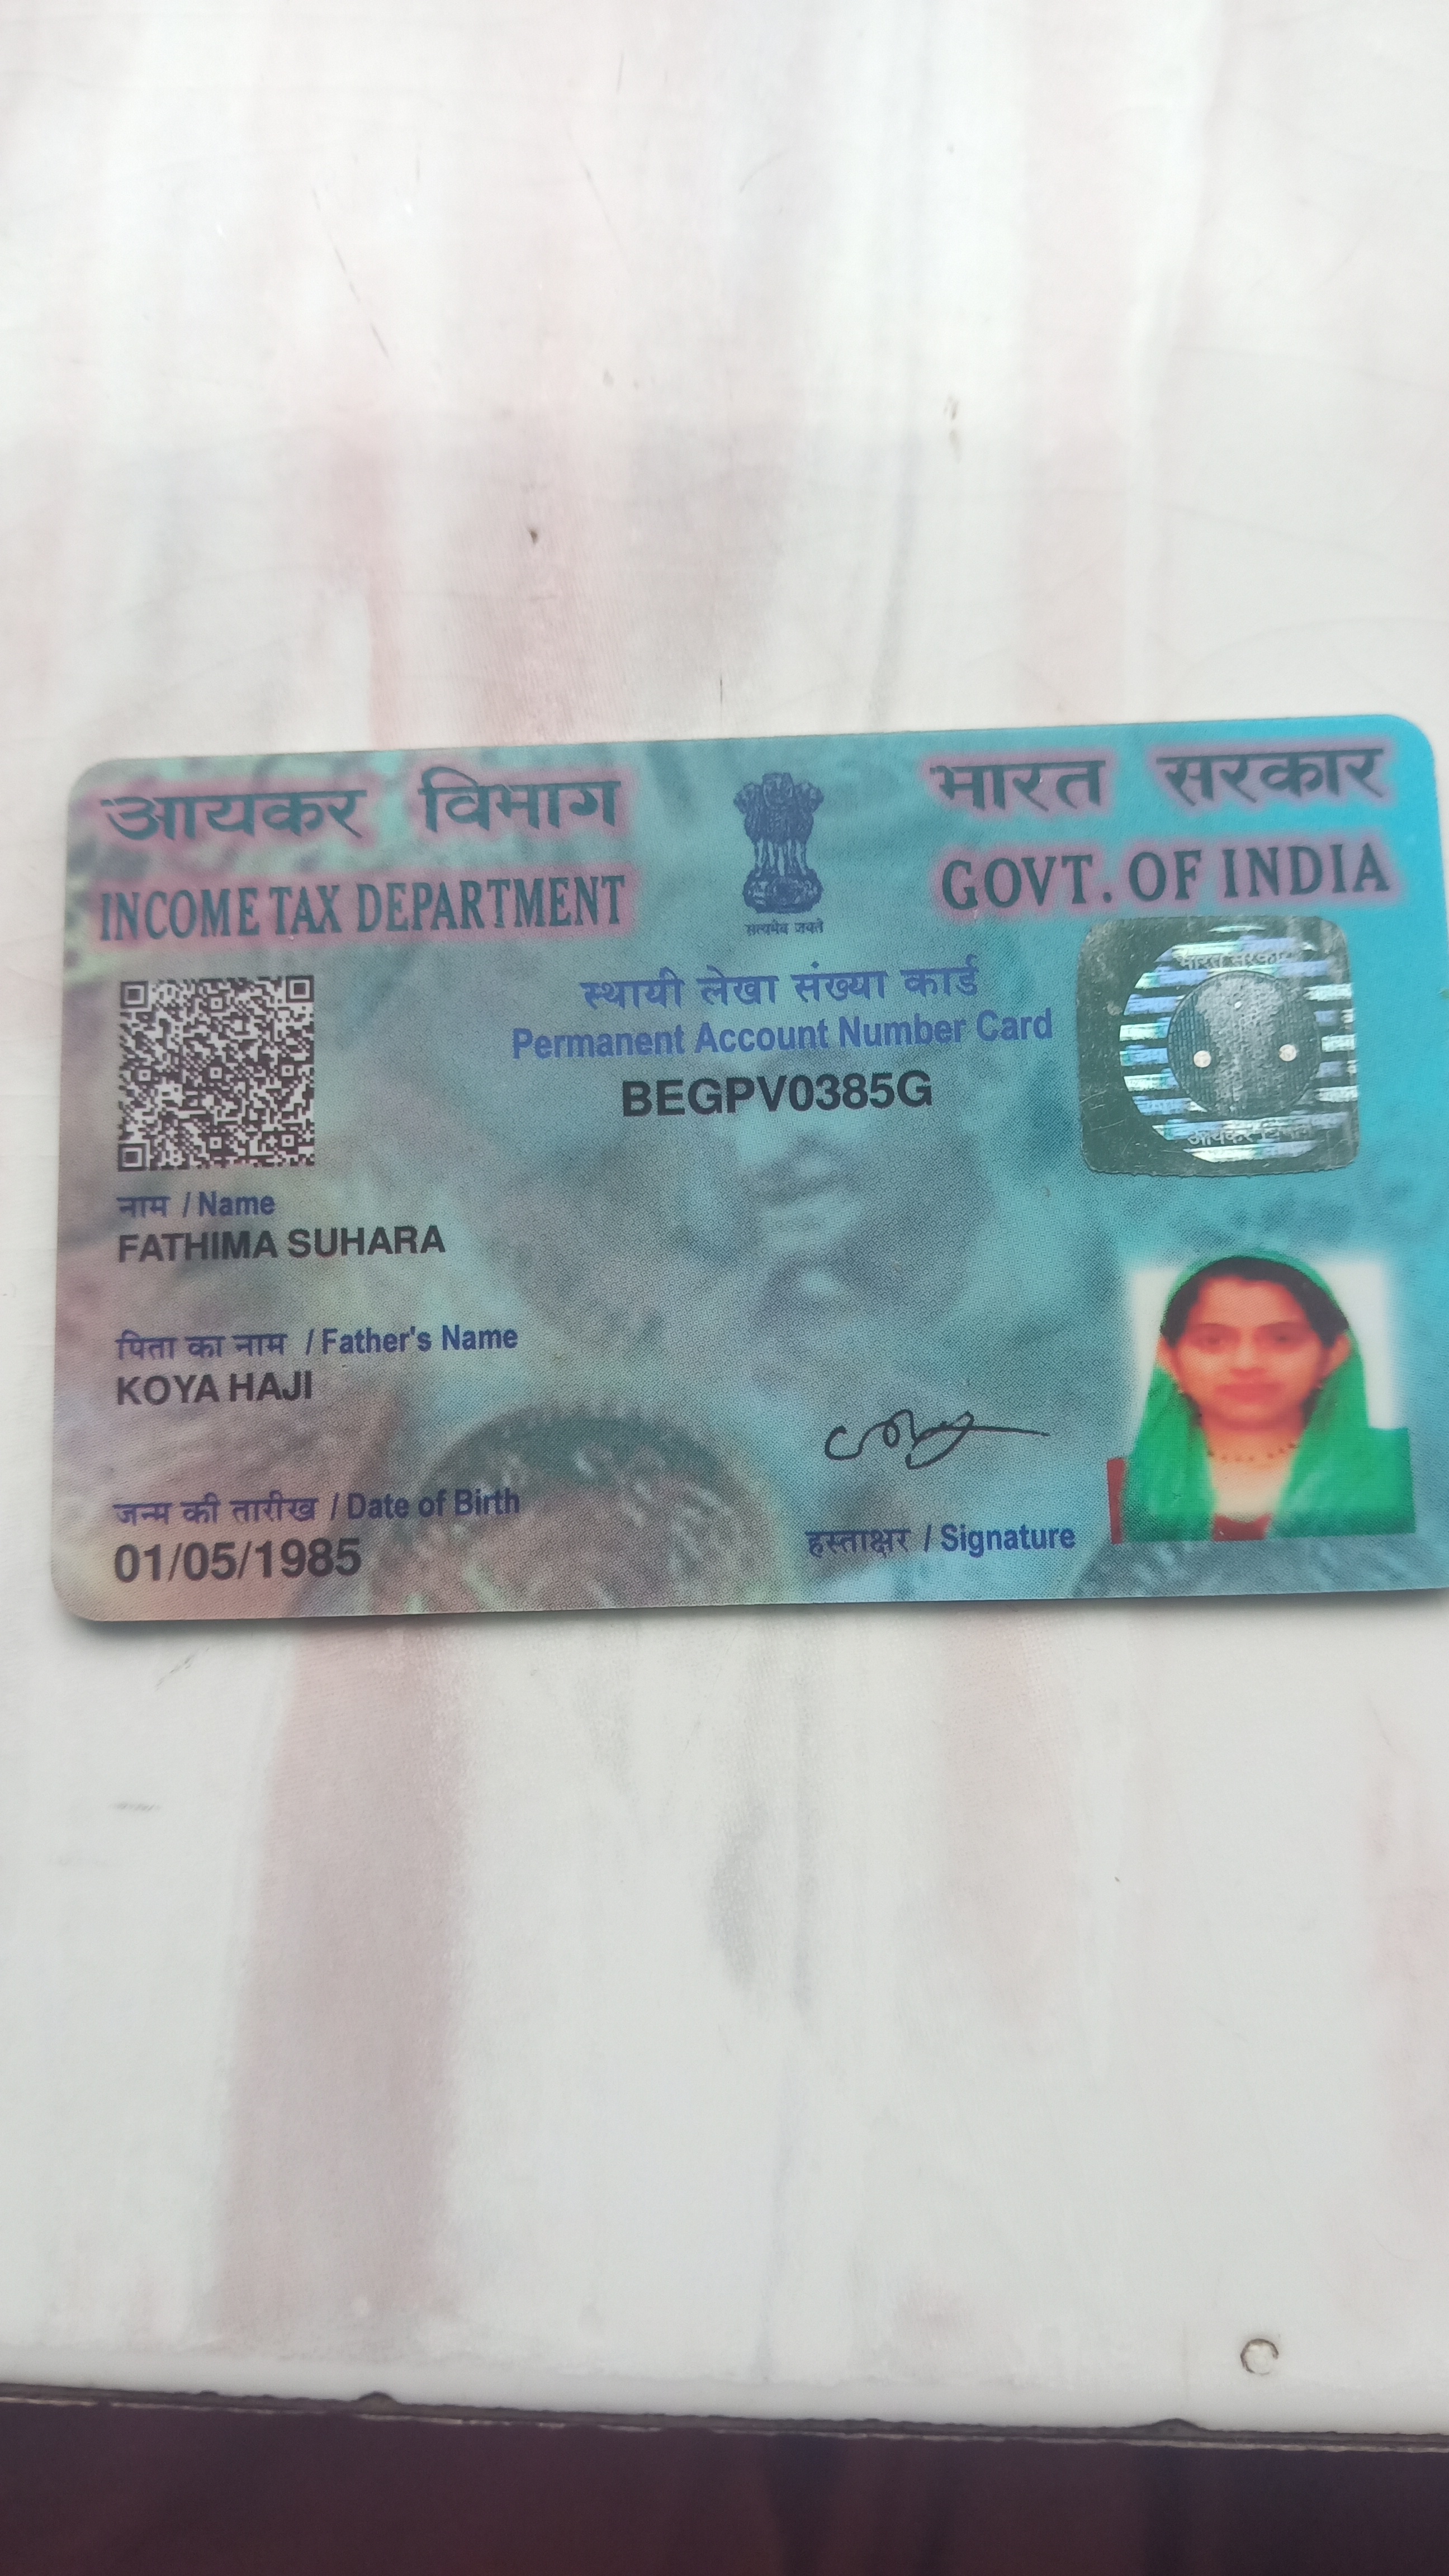 आयकर विभाग
INCOME TAX DEPARTMENT
सत्यमेव जयते
भारत सरकार
GOVT. OF INDIA
भारत सरकार
आयकर विभाग
स्थायी लेखा संख्या कार्ड
Permanent Account Number Card
BEGPV0385G
नाम / Name
FATHIMA SUHARA
पिता का नाम / Father's Name
KOYA HAJI
जन्म की तारीख / Date of Birth
01/05/1985
हस्ताक्षर / Signature